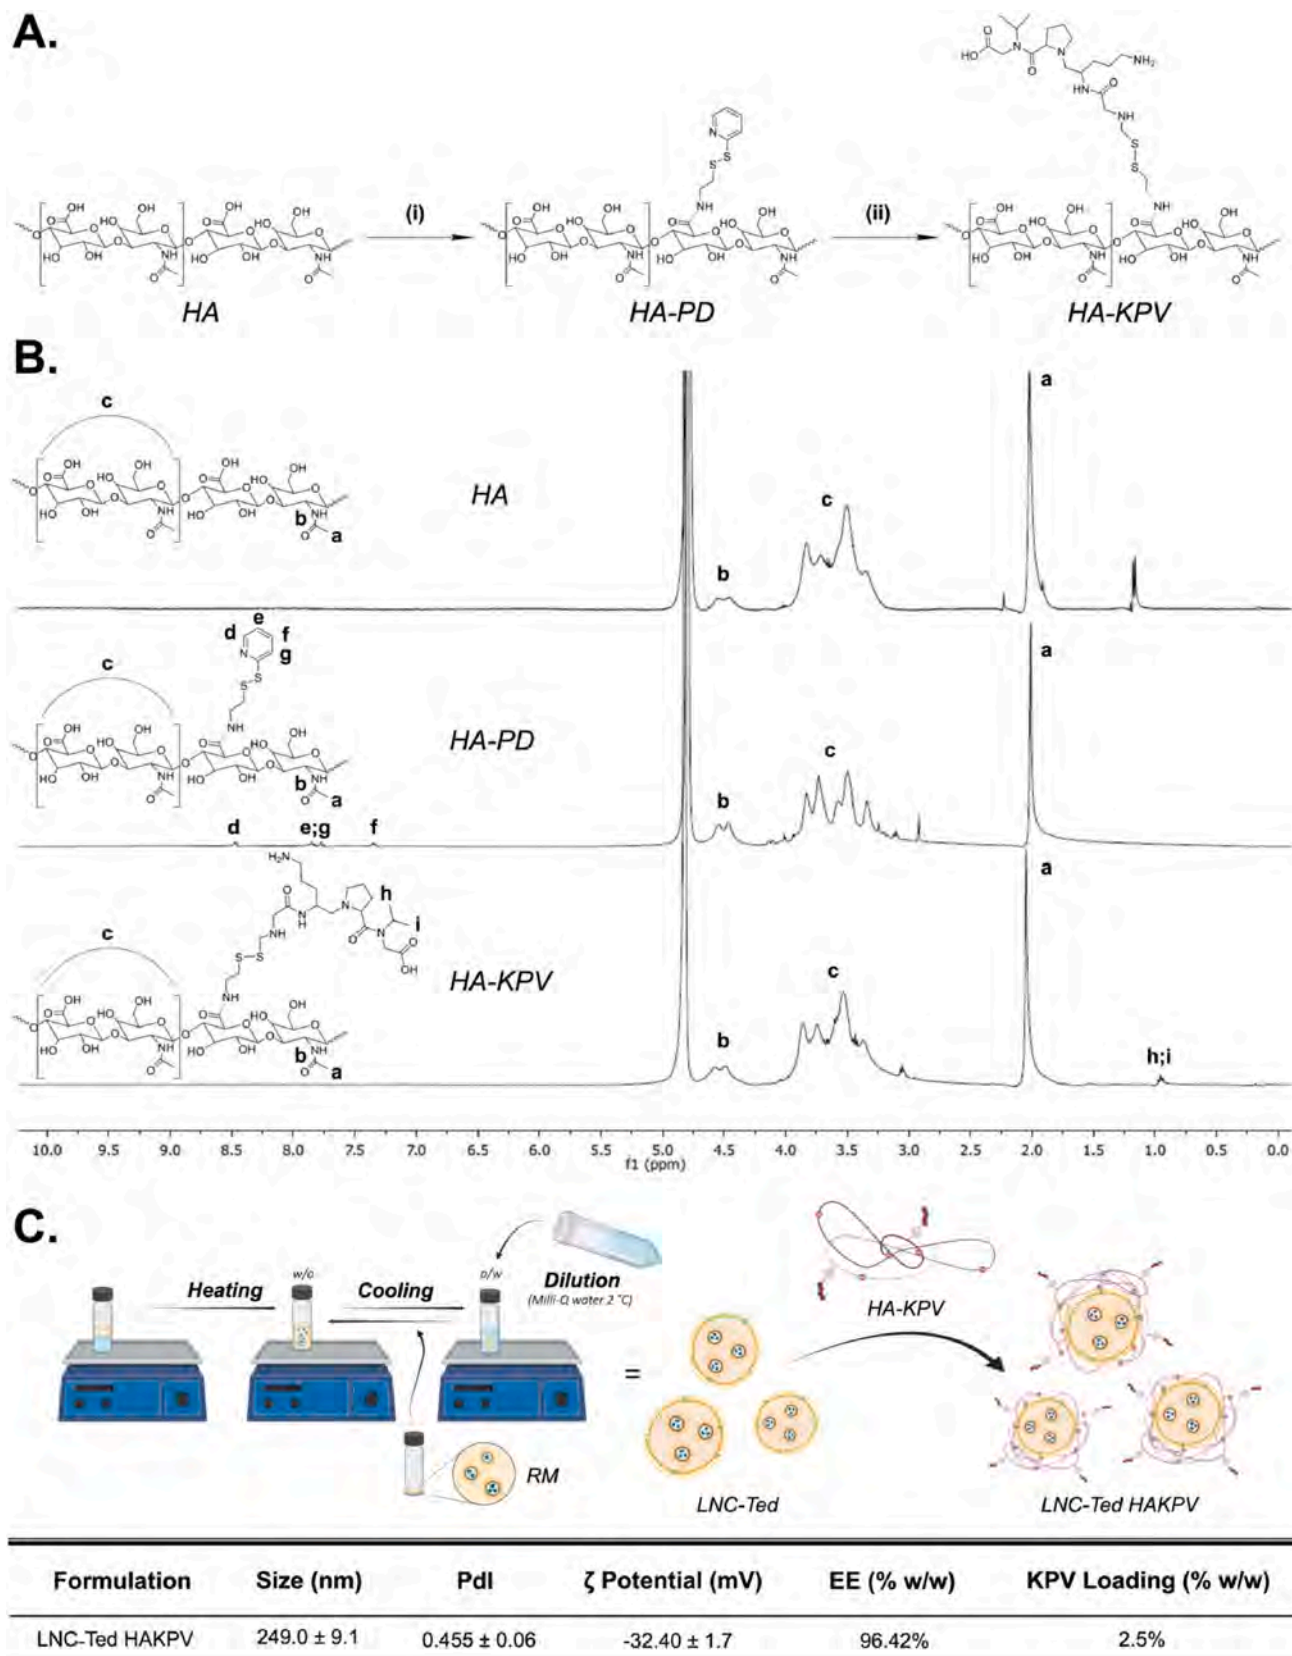 A.
(i)
(ii)
HA
HA-PD
HA-KPV
B.
c
HA
b
a
b
c
a
c
d
e
f
g
HA-PD
b
a
d
e;g
f
b
c
a
c
h
i
HA-KPV
b
a
b
c
a
h;i
10.0 9.5 9.0 8.5 8.0 7.5 7.0 6.5 6.0 5.5 5.0 4.5 4.0 3.5 3.0 2.5 2.0 1.5 1.0 0.5 0.0
f1 (ppm)
C.
Heating
w/o
Cooling
o/w
Dilution
(Milli-Q water 2 °C)
RM
=
LNC-Ted
HA-KPV
LNC-Ted HAKPV
Formulation Size (nm) PdI ζ Potential (mV) EE (% w/w) KPV Loading (% w/w)
LNC-Ted HAKPV 249.0 ± 9.1 0.455 ± 0.06 -32.40 ± 1.7 96.42% 2.5%